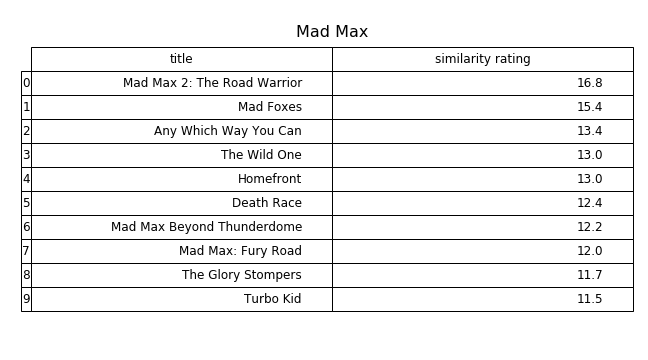 Mad Max
title similarity rating
0 Mad Max 2: The Road Warrior 16.8
1 Mad Foxes 15.4
2 Any Which Way You Can 13.4
3 The Wild One 13.0
4 Homefront 13.0
5 Death Race 12.4
6 Mad Max Beyond Thunderdome 12.2
7 Mad Max: Fury Road 12.0
8 The Glory Stompers 11.7
9 Turbo Kid 11.5